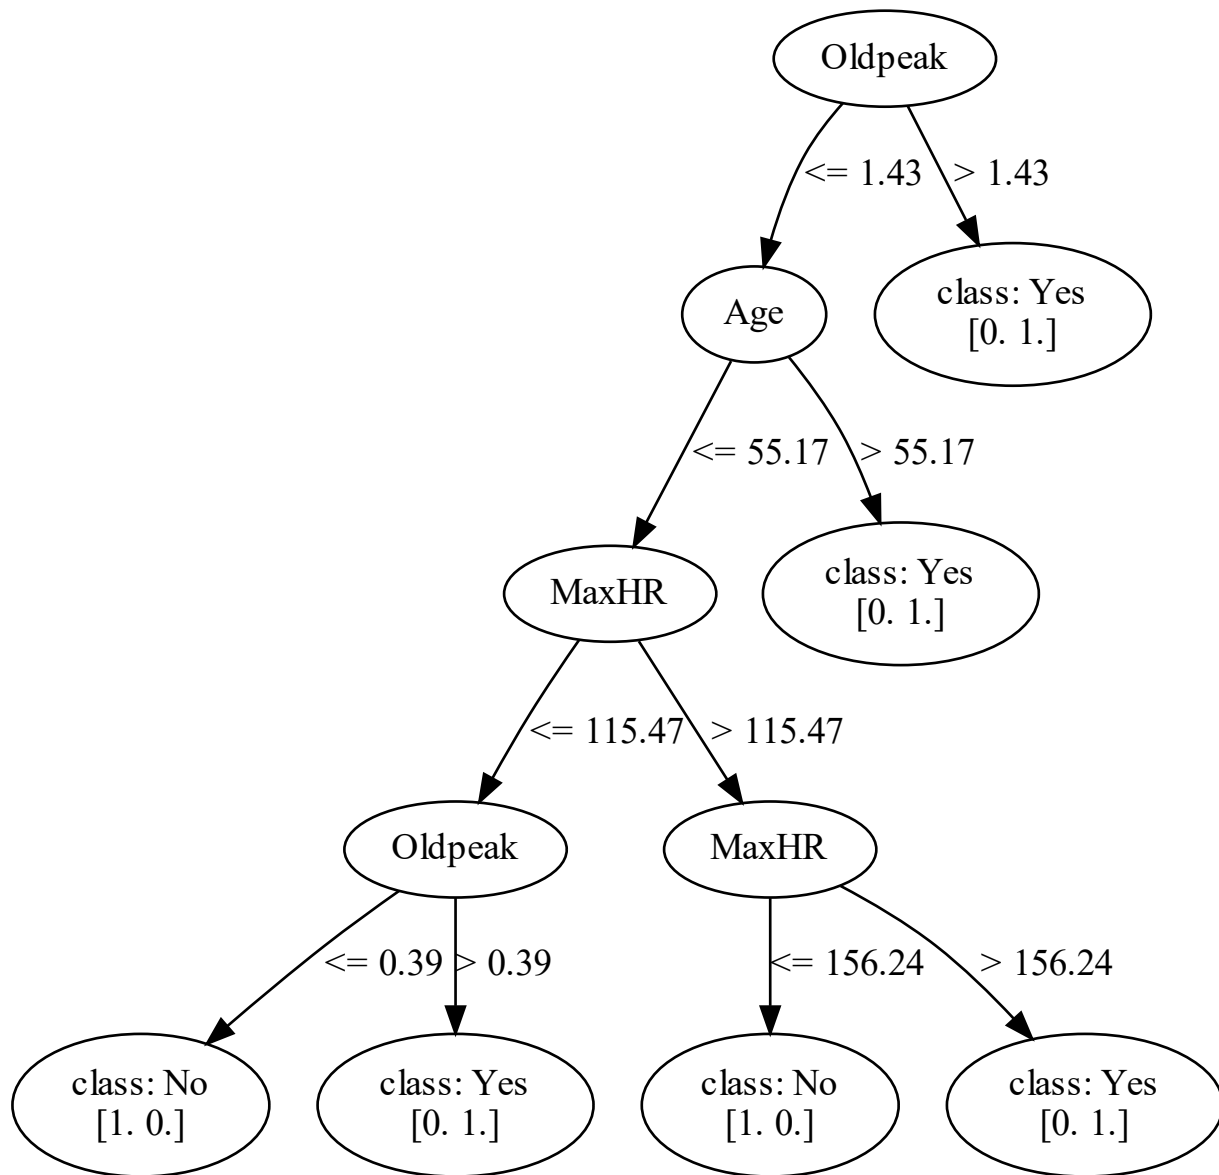 Oldpeak
<= 1.43
> 1.43
Age
class: Yes
[0. 1.]
<= 55.17
> 55.17
MaxHR
class: Yes
[0. 1.]
<= 115.47
> 115.47
Oldpeak
MaxHR
<= 0.39
> 0.39
<= 156.24
> 156.24
class: No
[1. 0.]
class: Yes
[0. 1.]
class: No
[1. 0.]
class: Yes
[0. 1.]